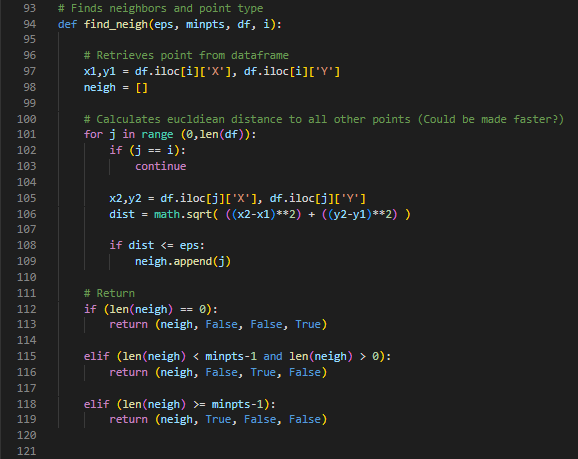 93 # Finds neighbors and point type
94 def find_neigh(eps, minpts, df, i):
95
96     # Retrieves point from dataframe
97     x1,y1 = df.iloc[i]['X'], df.iloc[i]['Y']
98     neigh = []
99
100     # Calculates eucldiean distance to all other points (Could be made faster?)
101     for j in range (0,len(df)):
102         if (j == i):
103             continue
104
105         x2,y2 = df.iloc[j]['X'], df.iloc[j]['Y']
106         dist = math.sqrt( ((x2-x1)**2) + ((y2-y1)**2) )
107
108         if dist <= eps:
109             neigh.append(j)
110
111     # Return
112     if (len(neigh) == 0):
113         return (neigh, False, False, True)
114
115     elif (len(neigh) < minpts-1 and len(neigh) > 0):
116         return (neigh, False, True, False)
117
118     elif (len(neigh) >= minpts-1):
119         return (neigh, True, False, False)
120
121